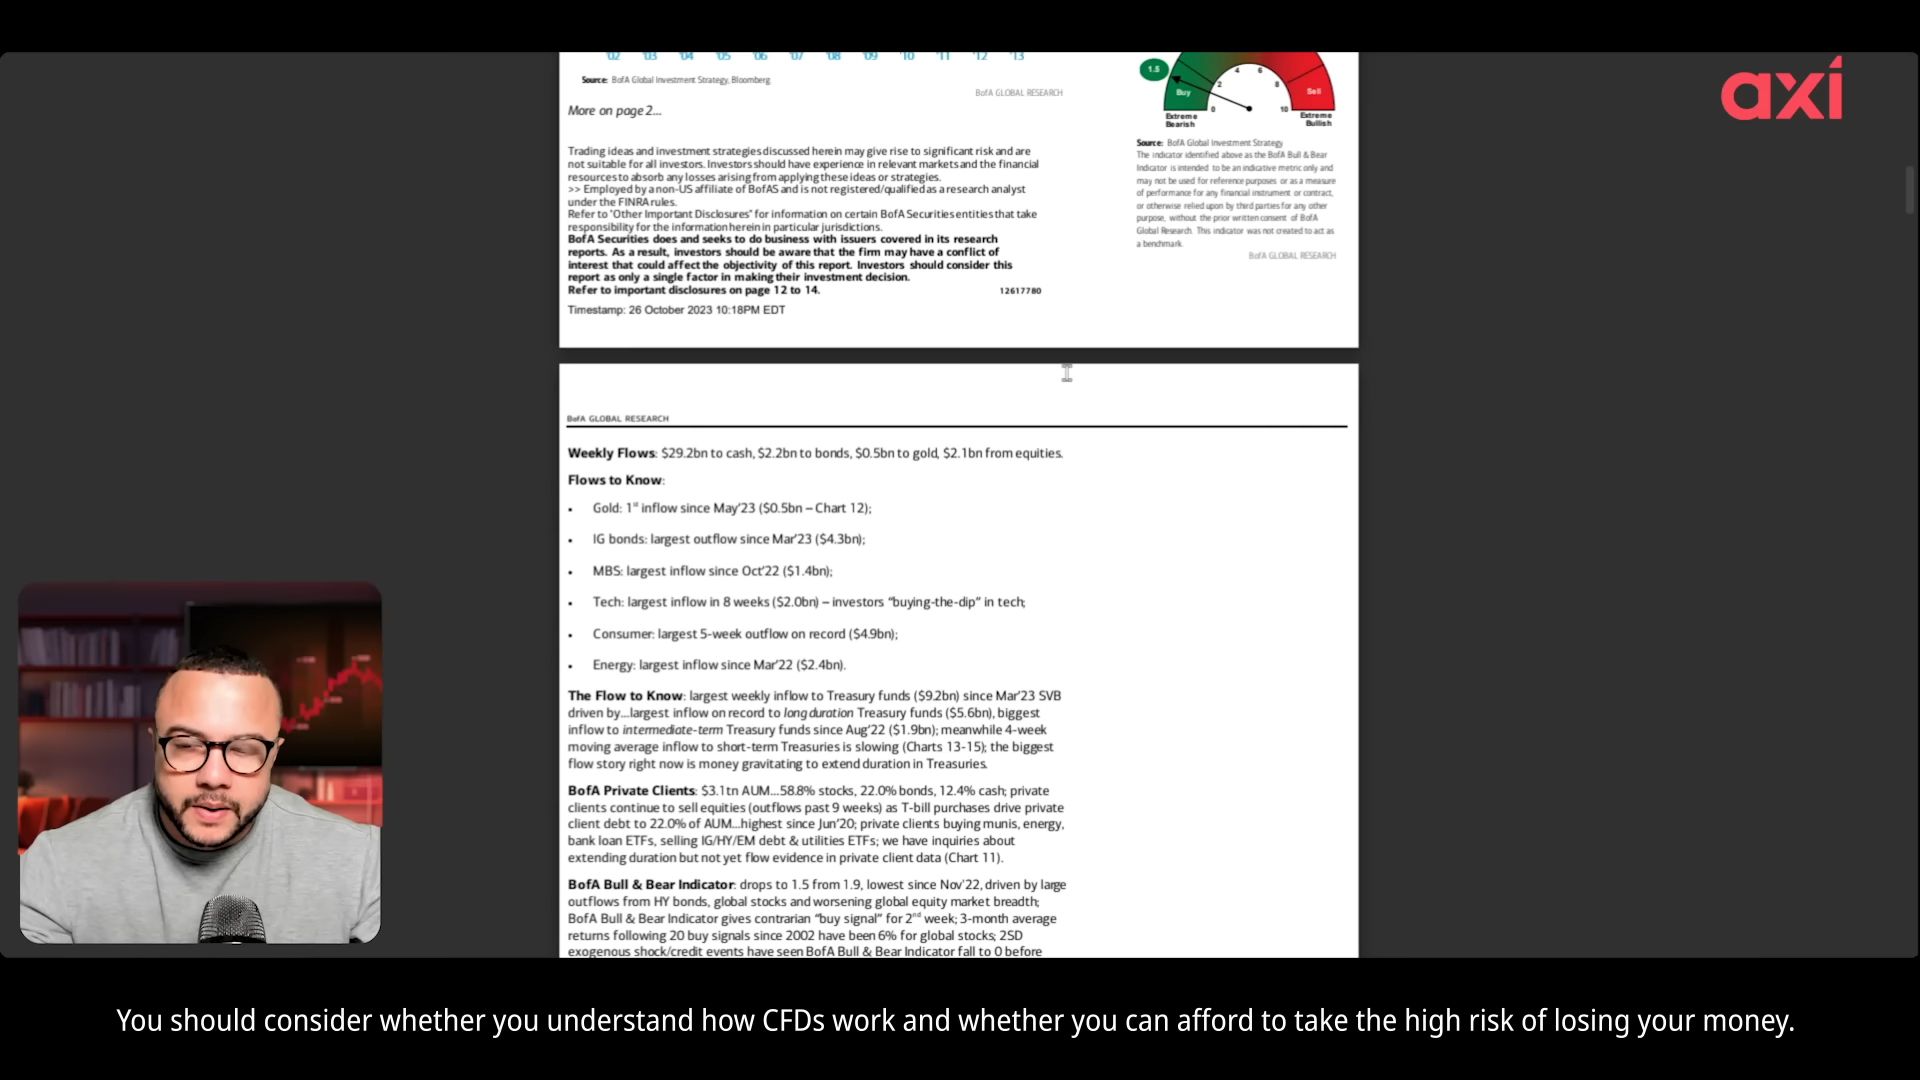 '02 '03 '04 '05 '06 '07 '08 '09 '10 '11 '12 '13
Source: BofA Global Investment Strategy, Bloomberg
BofA GLOBAL RESEARCH
More on page 2...
Trading ideas and investment strategies discussed herein may give rise to significant risk and are
not suitable for all investors. Investors should have experience in relevant markets and the financial
resources to absorb any losses arising from applying these ideas or strategies.
>> Employed by a non-US affiliate of BofAS and is not registered/qualified as a research analyst
under the FINRA rules.
Refer to "Other Important Disclosures" for information on certain BofA Securities entities that take
responsibility for the information herein in particular jurisdictions.
BofA Securities does and seeks to do business with issuers covered in its research
reports. As a result, investors should be aware that the firm may have a conflict of
interest that could affect the objectivity of this report. Investors should consider this
report as only a single factor in making their investment decision.
Refer to important disclosures on page 12 to 14.
12617780
Timestamp: 26 October 2023 10:18PM EDT
1.5
Buy
Sell
0 2 4 6 8 10
Extreme
Bearish
Extreme
Bullish
Source: BofA Global Investment Strategy
The indicator identified above as the BofA Bull & Bear
Indicator is intended to be an indicative metric only and
may not be used for reference purposes or as a measure
of performance for any financial instrument or contract,
or otherwise relied upon by third parties for any other
purpose, without the prior written consent of BofA
Global Research. This indicator was not created to act as
a benchmark.
BofA GLOBAL RESEARCH
axi
BofA GLOBAL RESEARCH
Weekly Flows: $29.2bn to cash, $2.2bn to bonds, $0.5bn to gold, $2.1bn from equities.
Flows to Know:
• Gold: 1st inflow since May'23 ($0.5bn – Chart 12);
• IG bonds: largest outflow since Mar'23 ($4.3bn);
• MBS: largest inflow since Oct'22 ($1.4bn);
• Tech: largest inflow in 8 weeks ($2.0bn) – investors "buying-the-dip" in tech;
• Consumer: largest 5-week outflow on record ($4.9bn);
• Energy: largest inflow since Mar'22 ($2.4bn).
The Flow to Know: largest weekly inflow to Treasury funds ($9.2bn) since Mar'23 SVB
driven by...largest inflow on record to long duration Treasury funds ($5.6bn), biggest
inflow to intermediate-term Treasury funds since Aug'22 ($1.9bn); meanwhile 4-week
moving average inflow to short-term Treasuries is slowing (Charts 13-15); the biggest
flow story right now is money gravitating to extend duration in Treasuries.
BofA Private Clients: $3.1tn AUM...58.8% stocks, 22.0% bonds, 12.4% cash; private
clients continue to sell equities (outflows past 9 weeks) as T-bill purchases drive private
client debt to 22.0% of AUM...highest since Jun'20; private clients buying munis, energy,
bank loan ETFs, selling IG/HY/EM debt & utilities ETFs; we have inquiries about
extending duration but not yet flow evidence in private client data (Chart 11).
BofA Bull & Bear Indicator: drops to 1.5 from 1.9, lowest since Nov'22, driven by large
outflows from HY bonds, global stocks and worsening global equity market breadth;
BofA Bull & Bear Indicator gives contrarian "buy signal" for 2nd week; 3-month average
returns following 20 buy signals since 2002 have been 6% for global stocks; 2SD
exogenous shock/credit events have seen BofA Bull & Bear Indicator fall to 0 before
You should consider whether you understand how CFDs work and whether you can afford to take the high risk of losing your money.